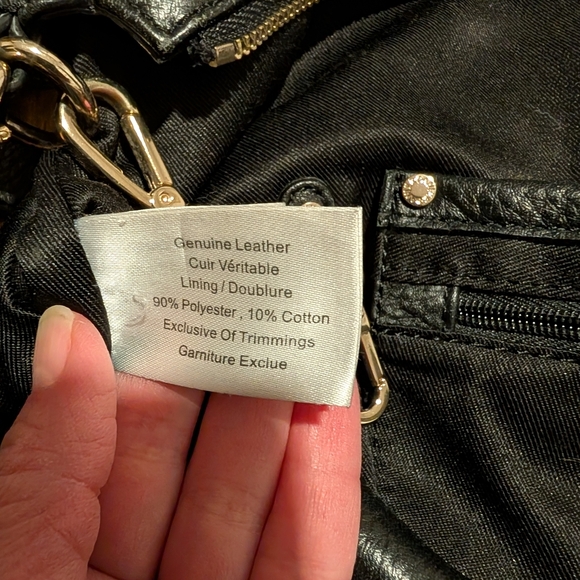 Genuine Leather
Cuir Véritable
Lining / Doublure
90% Polyester , 10% Cotton
Exclusive Of Trimmings
Garniture Exclue